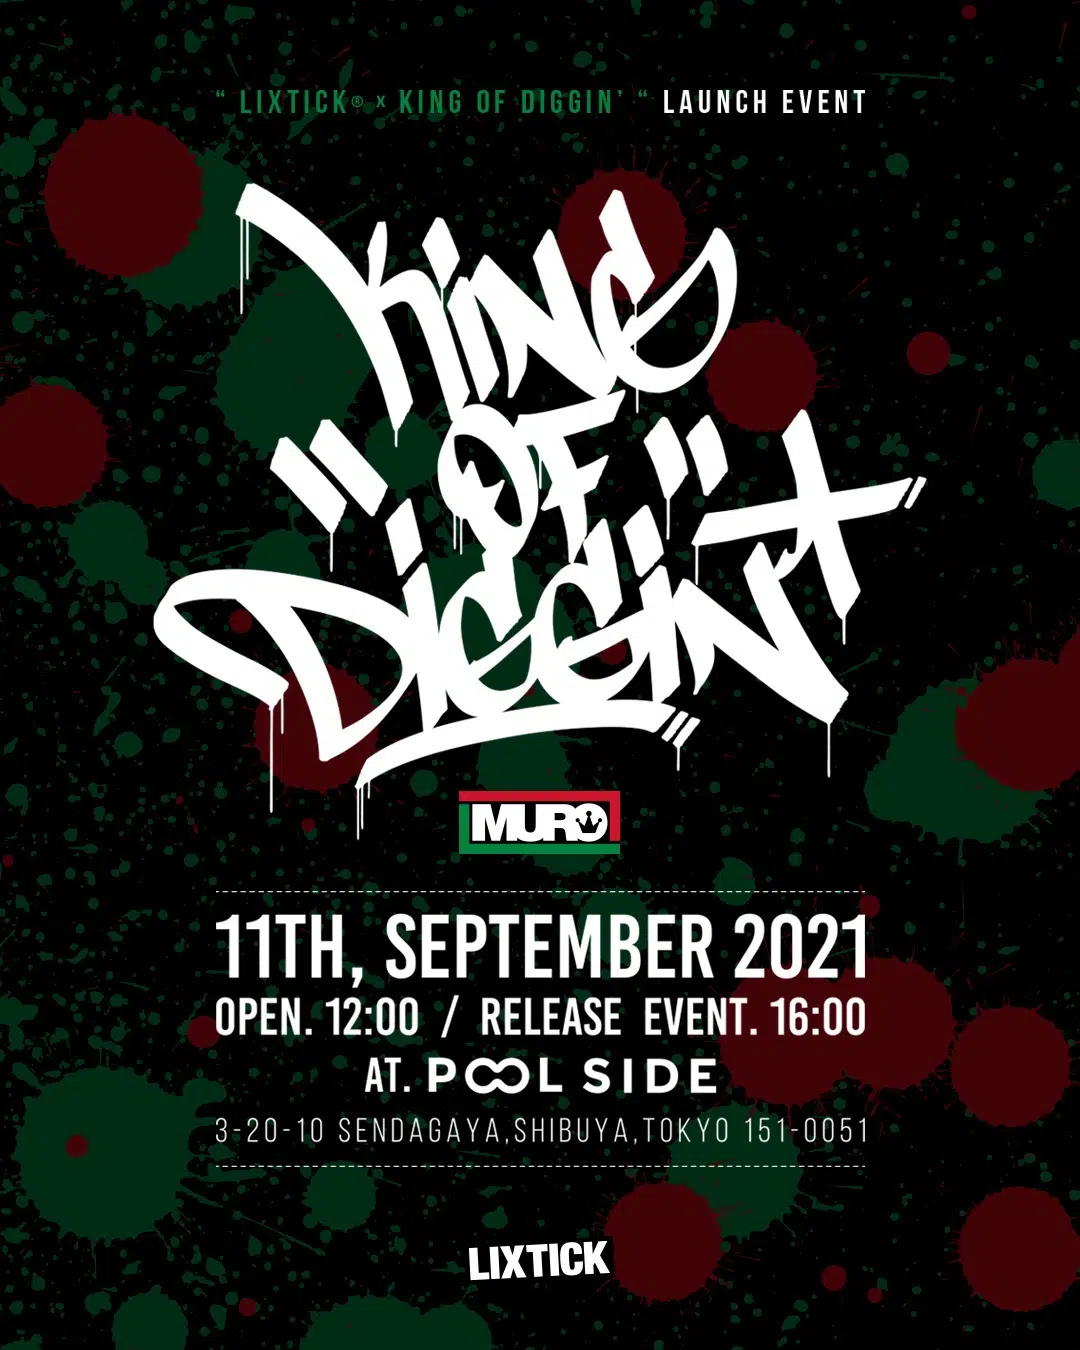 “ LIXTICK® x KING OF DIGGIN’ “ LAUNCH EVENT
KING
"OF"
DIGGIN'
MURO
11TH, SEPTEMBER 2021
OPEN. 12:00 / RELEASE EVENT. 16:00
AT. POOL SIDE
3-20-10 SENDAGAYA,SHIBUYA,TOKYO 151-0051
LIXTICK